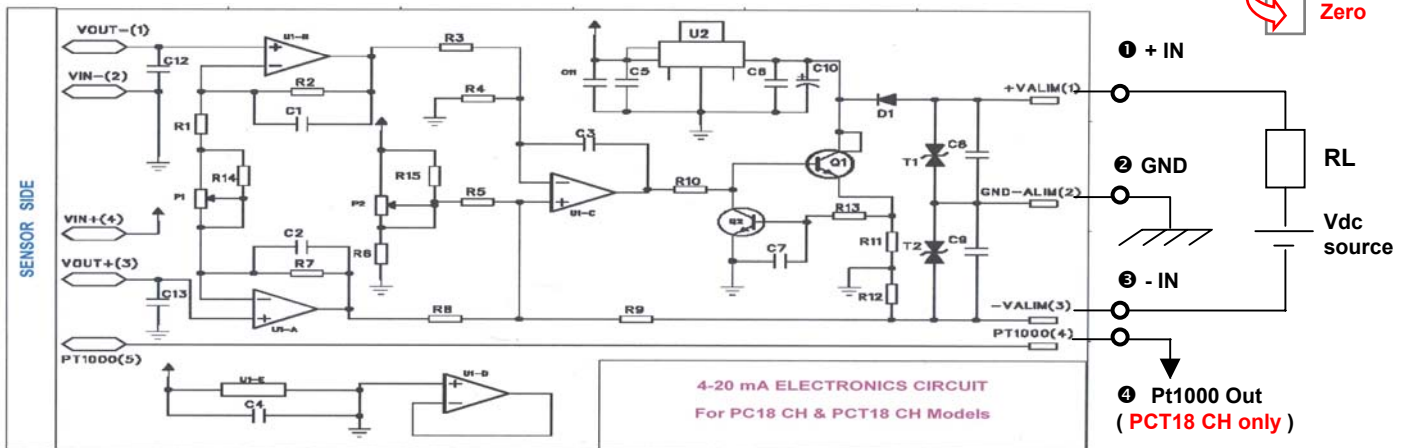 Zero
SENSOR SIDE
VOUT-(1)
VIN-(2)
VIN+(4)
VOUT+(3)
PT1000(5)
C12
C13
U1-B
R2
C1
R1
R14
P1
C2
R7
U1-A
R3
R4
R15
P2
R5
R6
R8
R9
C3
U1-C
R10
U2
C11
C5
C6
C10
D1
Q1
Q2
R13
C7
R11
R12
T1
T2
C8
C9
+VALIM(1)
GND-ALIM(2)
-VALIM(3)
PT1000(4)
U1-E
C4
U1-D
4-20 mA ELECTRONICS CIRCUIT
For PC18 CH & PCT18 CH Models
❶ + IN
❷ GND
❸ - IN
❹ Pt1000 Out
( PCT18 CH only )
RL
Vdc
source